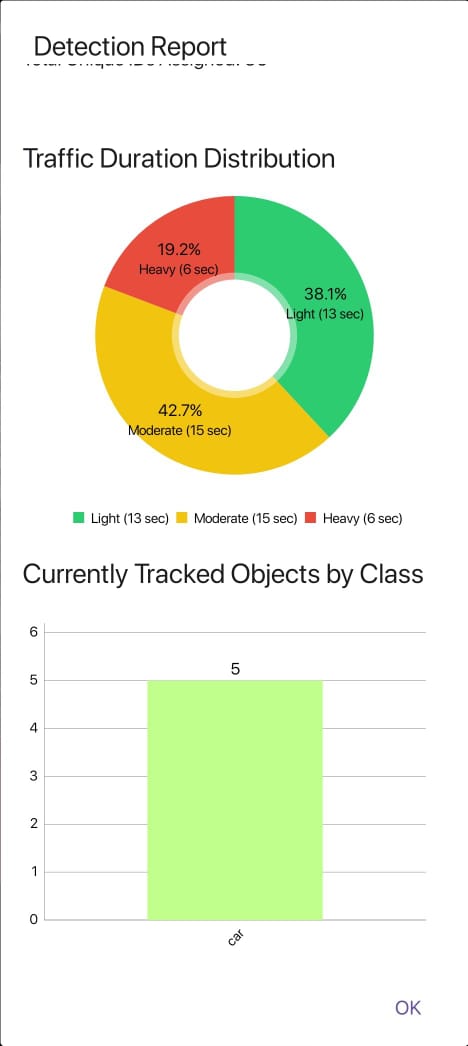 Detection Report
Traffic Duration Distribution
19.2%
Heavy (6 sec)
38.1%
Light (13 sec)
42.7%
Moderate (15 sec)
Light (13 sec) Moderate (15 sec) Heavy (6 sec)
Currently Tracked Objects by Class
6
5
5
4
3
2
1
0
car
OK